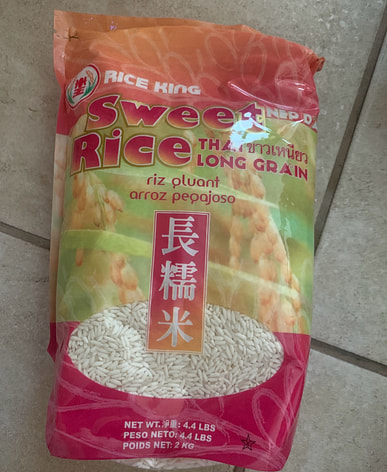 RICE KING
Sweet
NEP D
Rice
THAI ข้าวเหนียว
LONG GRAIN
riz gluant
arroz pegajoso
長糯米
NET WT.淨重: 4.4 LBS
PESO NETO: 4.4 LBS
POIDS NET: 2 KG